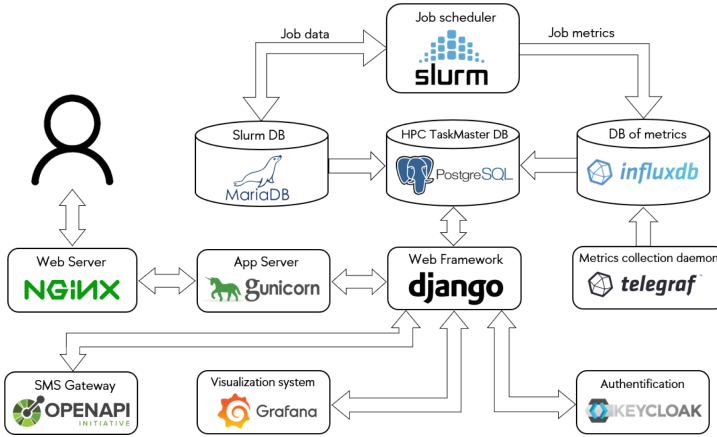 Job scheduler
Job data
Job metrics
slurm
Slurm DB
HPC TaskMaster DB
DB of metrics
MariaDB
PostgreSQL
influxdb
Web Server
App Server
Web Framework
Metrics collection daemon
NGiNX
gunicorn
django
telegraf
SMS Gateway
Visualization system
Authentification
OPENAPI
INITIATIVE
Grafana
KEYCLOAK